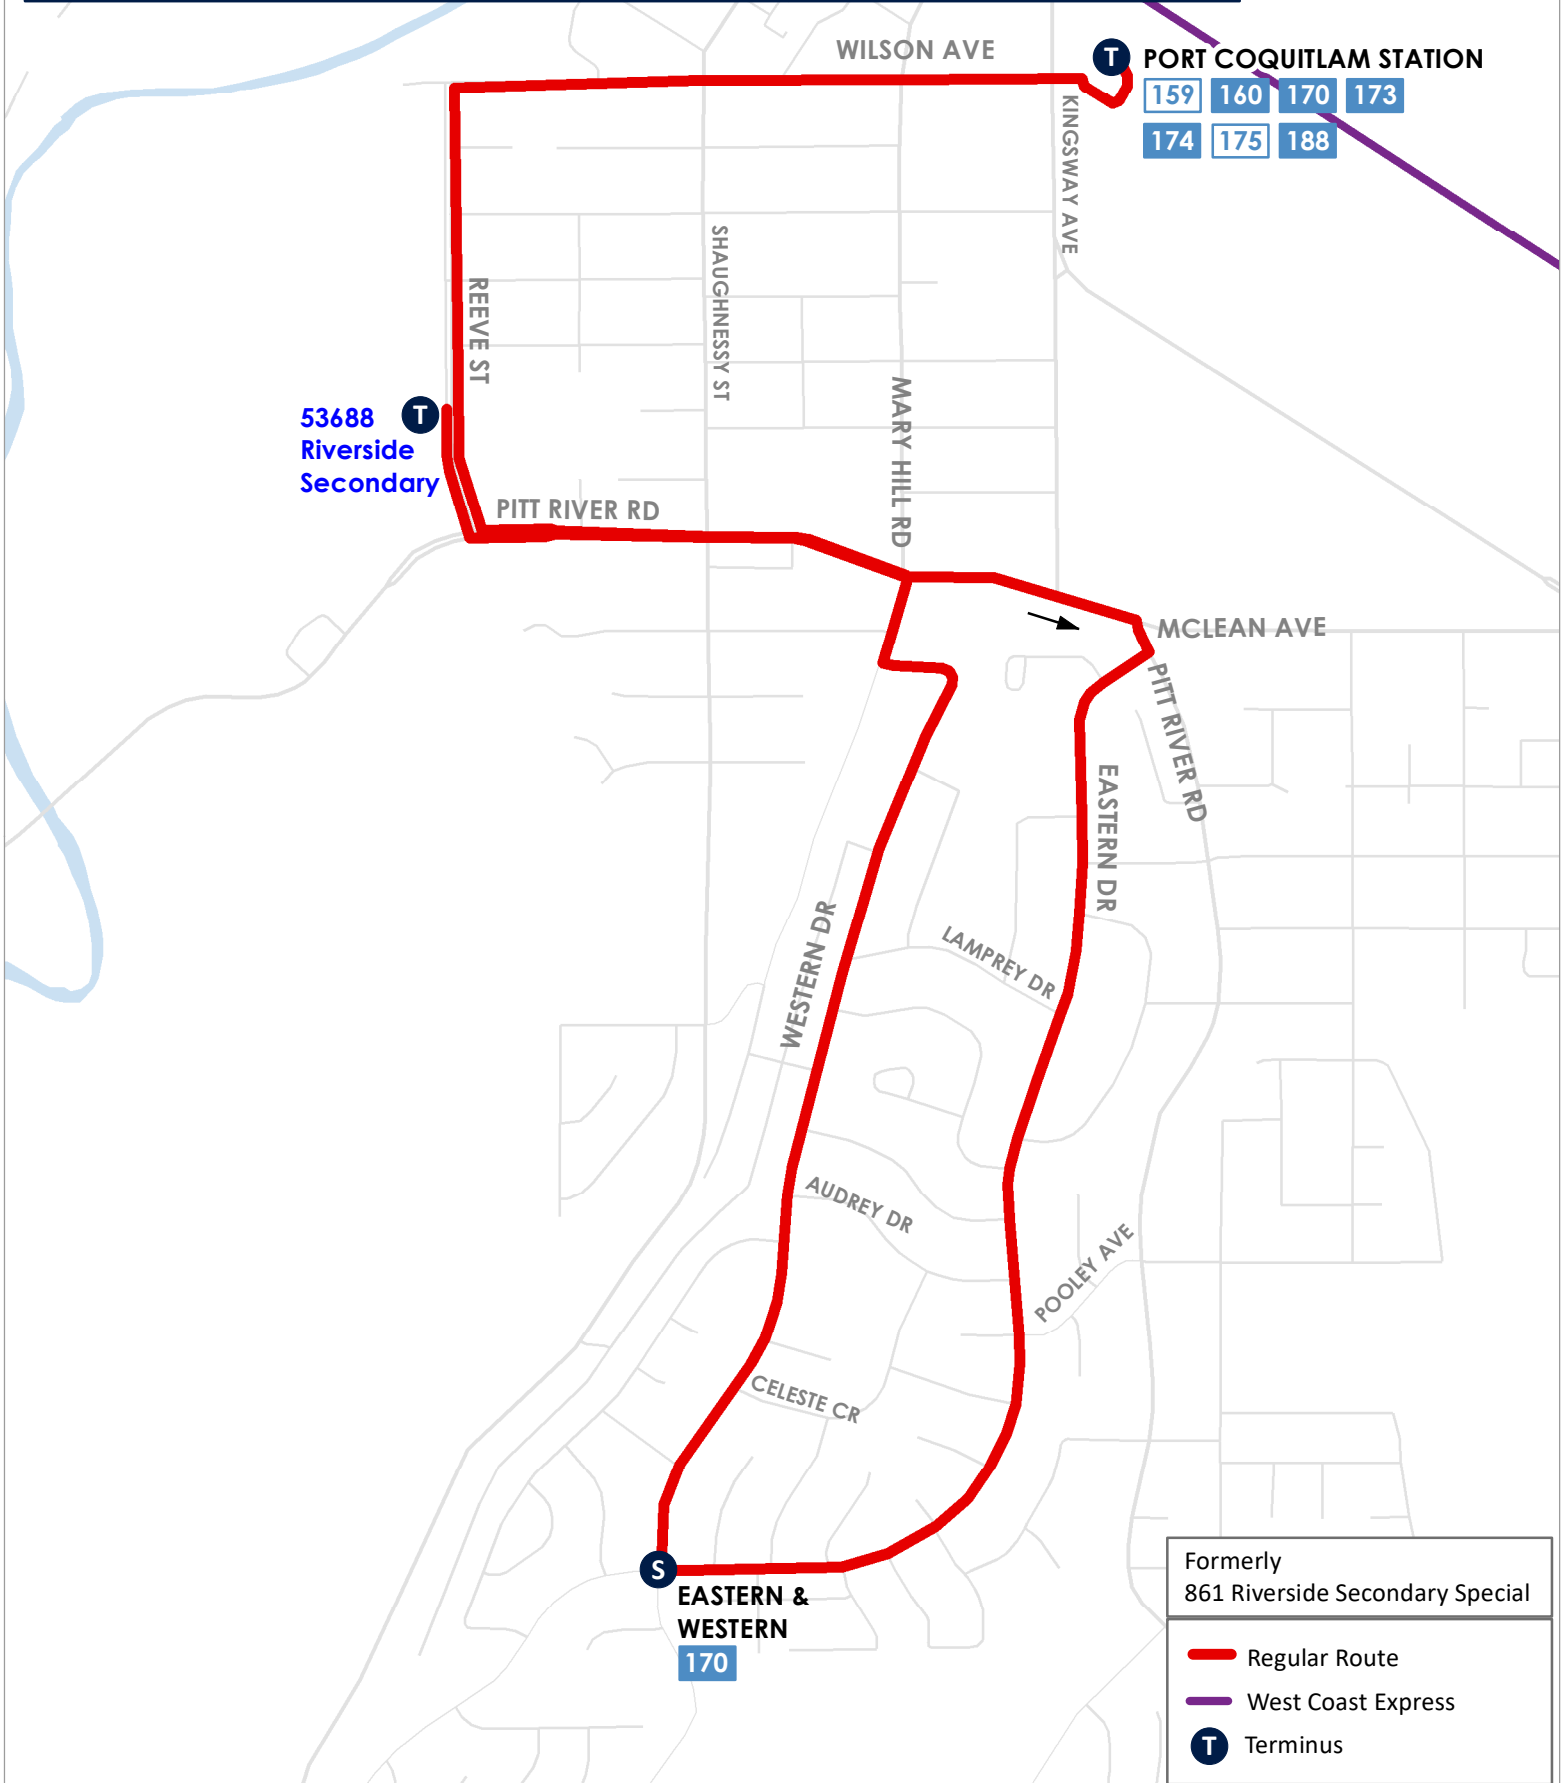 WILSON AVE
T
PORT COQUITLAM STATION
159 160 170 173
174 175 188
KINGSWAY AVE
SHAUGHNESSY ST
REEVE ST
MARY HILL RD
53688
Riverside
Secondary
T
PITT RIVER RD
MCLEAN AVE
PITT RIVER RD
EASTERN DR
WESTERN DR
LAMPREY DR
AUDREY DR
POOLEY AVE
CELESTE CR
S
EASTERN &
WESTERN
170
Formerly
861 Riverside Secondary Special
Regular Route
West Coast Express
T Terminus